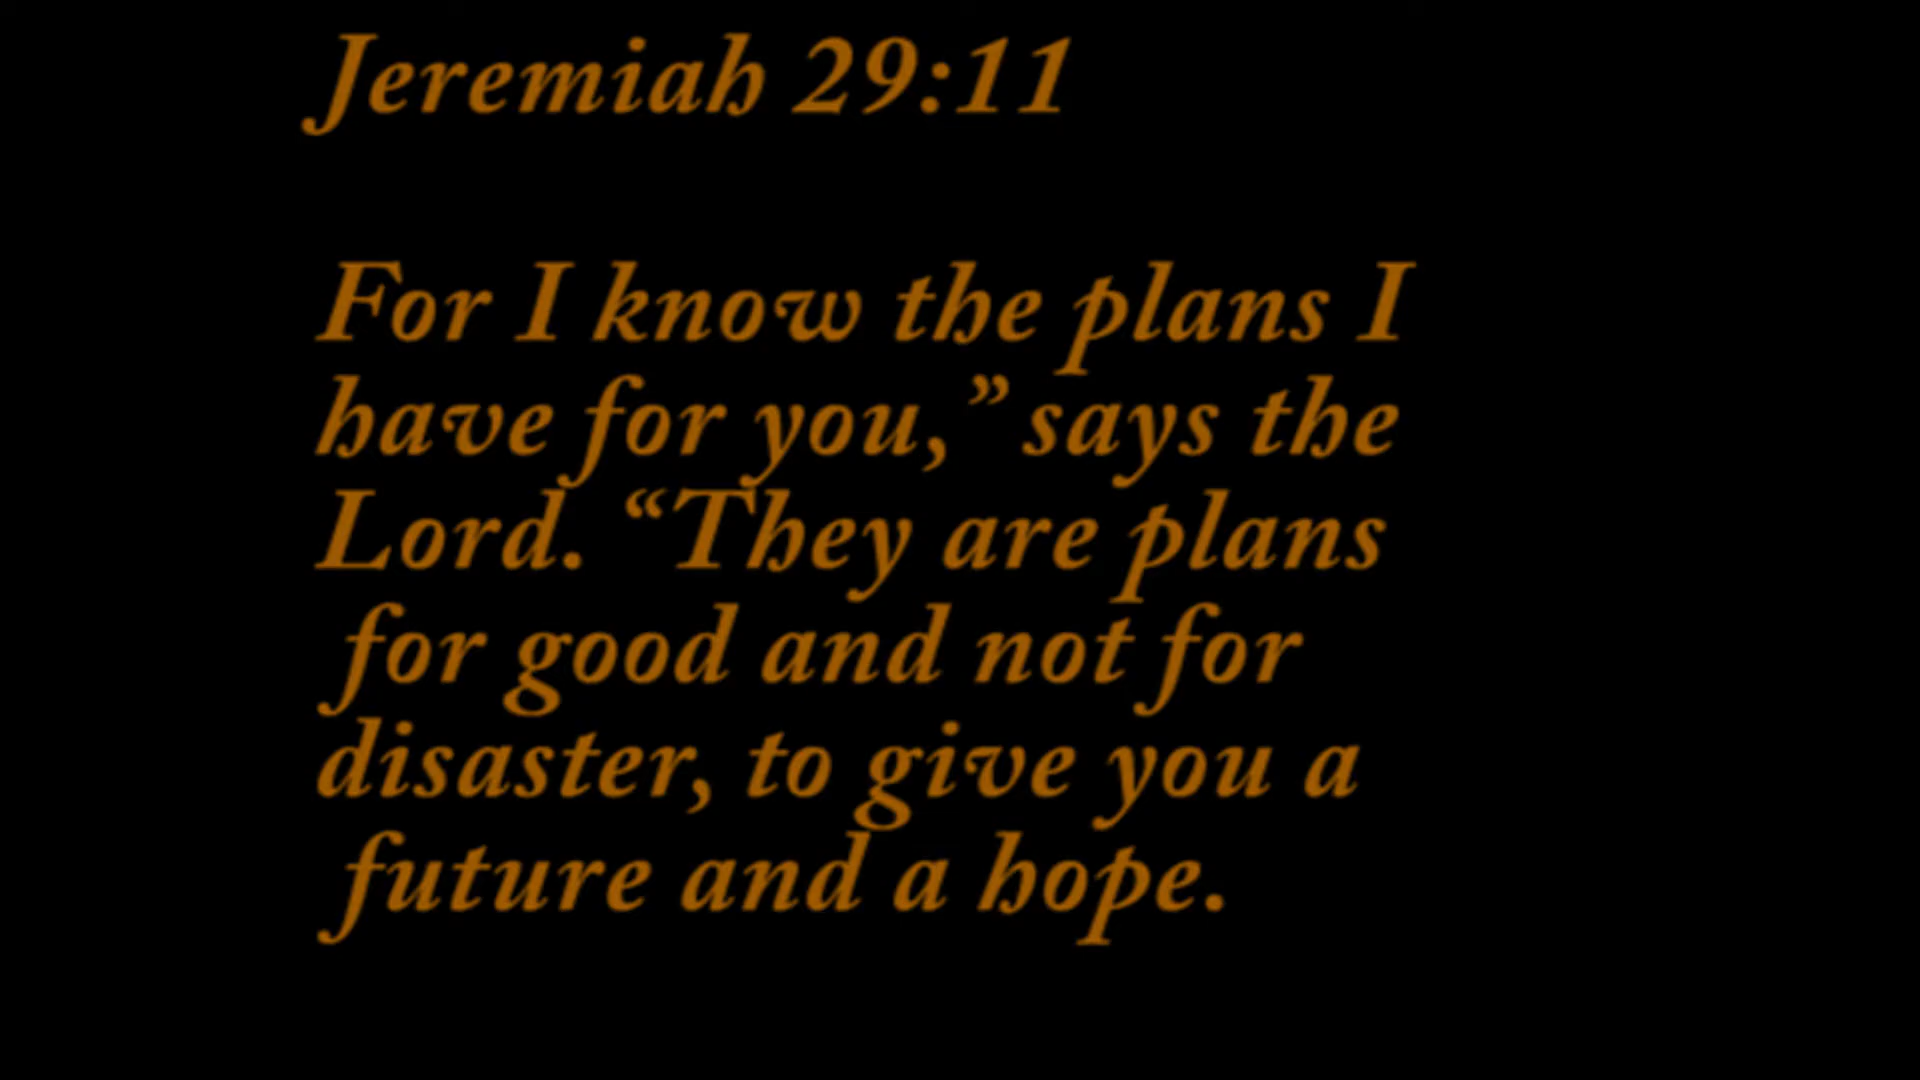 Jeremiah 29:11
For I know the plans I
have for you,” says the
Lord. “They are plans
for good and not for
disaster, to give you a
future and a hope.